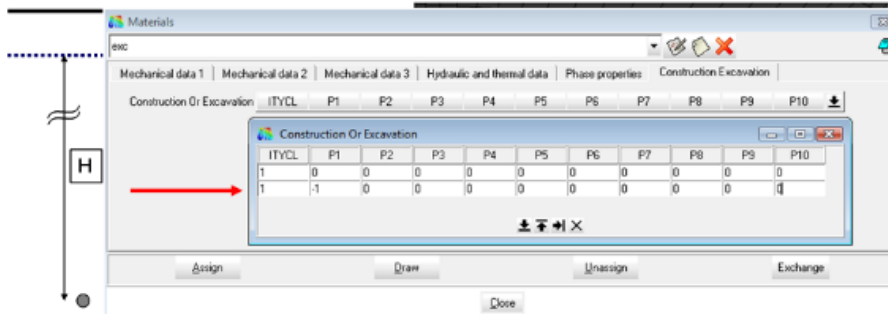 Materials
exc
Mechanical data 1 Mechanical data 2 Mechanical data 3 Hydraulic and thermal data Phase properties Construction Excavation
Construction Or Excavation ITYCL P1 P2 P3 P4 P5 P6 P7 P8 P9 P10
Construction Or Excavation
ITYCL P1 P2 P3 P4 P5 P6 P7 P8 P9 P10
1 0 0 0 0 0 0 0 0 0 0
1 -1 0 0 0 0 0 0 0 0 0
H
Assign Draw Unassign Exchange
Close